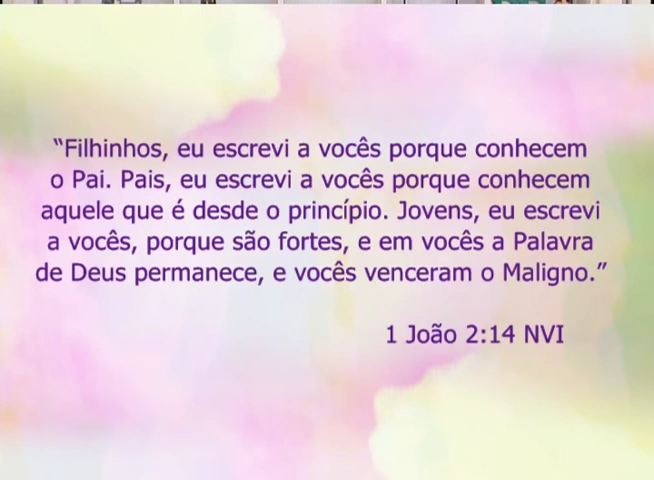 “Filhinhos, eu escrevi a vocês porque conhecem
o Pai. Pais, eu escrevi a vocês porque conhecem
aquele que é desde o princípio. Jovens, eu escrevi
a vocês, porque são fortes, e em vocês a Palavra
de Deus permanece, e vocês venceram o Maligno.”
1 João 2:14 NVI